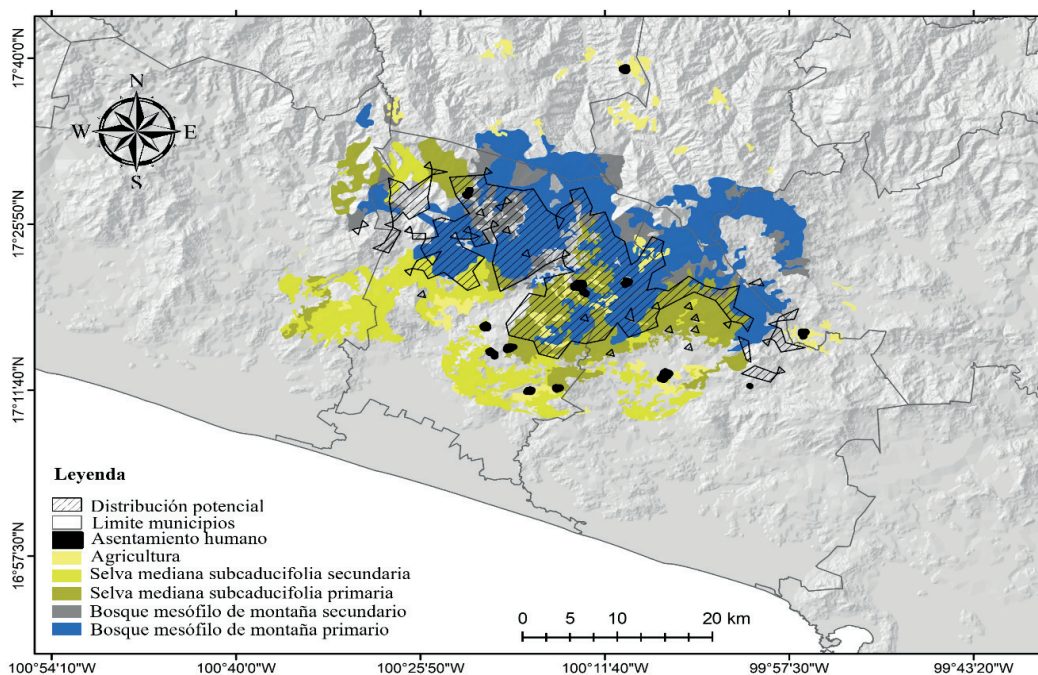 17°40'0"N
N
W
E
S
17°25'50"N
17°11'40"N
16°57'30"N
Leyenda
Distribución potencial
Limite municipios
Asentamiento humano
Agricultura
Selva mediana subcaducifolia secundaria
Selva mediana subcaducifolia primaria
Bosque mesófilo de montaña secundario
Bosque mesófilo de montaña primario
0 5 10 20 km
100°54'10"W 100°40'0"W 100°25'50"W 100°11'40"W 99°57'30"W 99°43'20"W